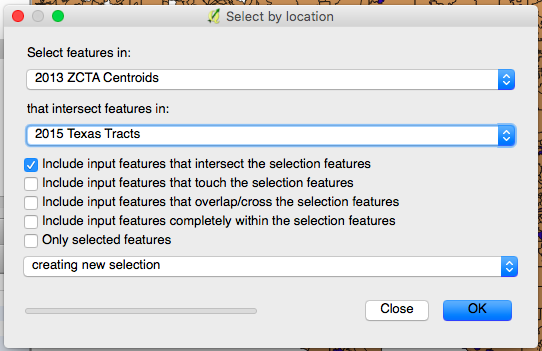 Select by location
Select features in:
2013 ZCTA Centroids
that intersect features in:
2015 Texas Tracts
Include input features that intersect the selection features
Include input features that touch the selection features
Include input features that overlap/cross the selection features
Include input features completely within the selection features
Only selected features
creating new selection
Close
OK